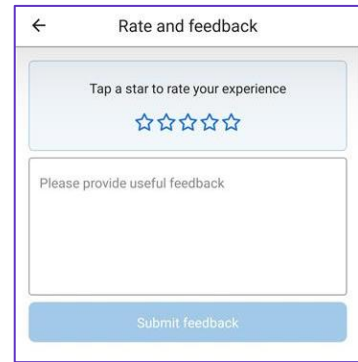 Rate and feedback
Tap a star to rate your experience
Please provide useful feedback
Submit feedback